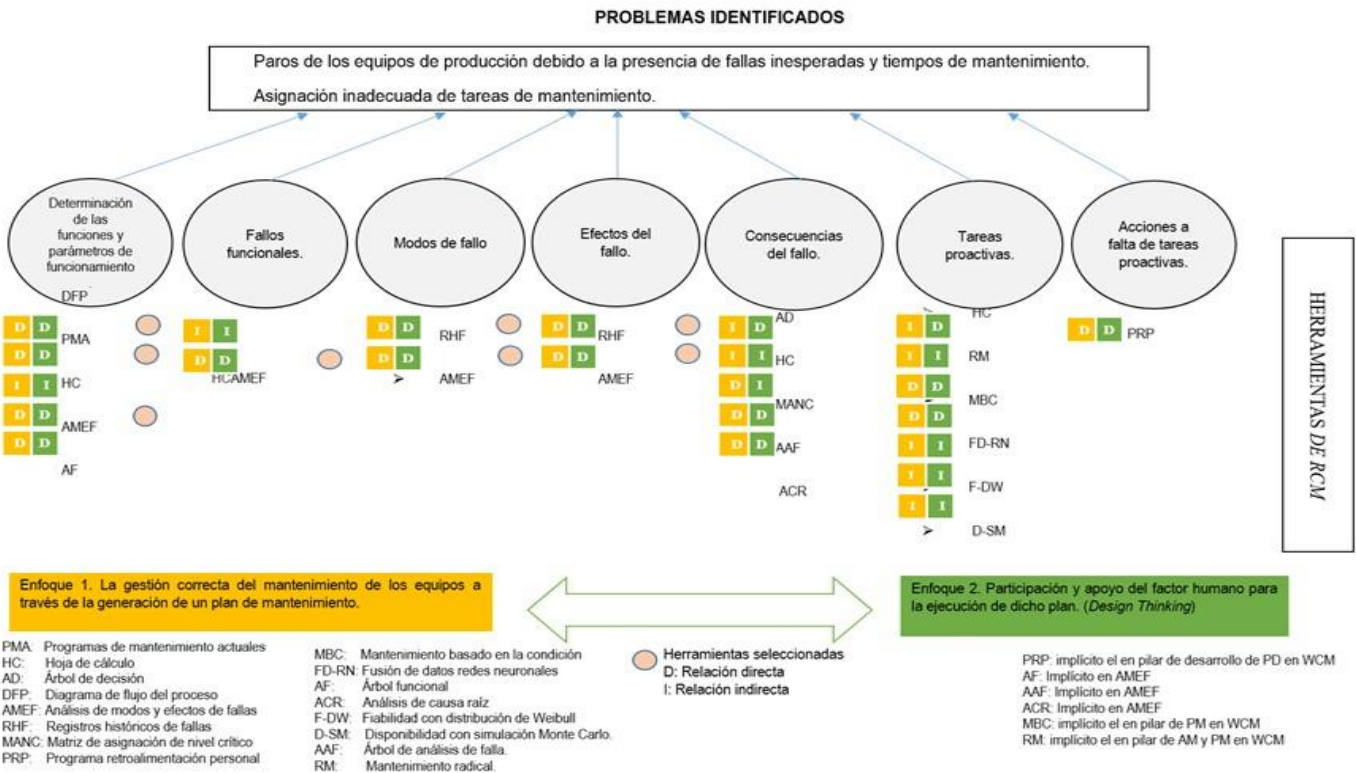 PROBLEMAS IDENTIFICADOS
Paros de los equipos de producción debido a la presencia de fallas inesperadas y tiempos de mantenimiento.
Asignación inadecuada de tareas de mantenimiento.
Determinación
de las
funciones y
parámetros de
funcionamiento
Fallos
funcionales.
Modos de fallo
Efectos del
fallo.
Consecuencias
del fallo.
Tareas
proactivas.
Acciones a
falta de tareas
proactivas.
HERRAMIENTAS DE RCM
DFP
D D
PMA
D D
I I
HC
D D
AMEF
D D
AF
I I
D D
HCAMEF
D D
RHF
D D
AMEF
D D
RHF
D D
AMEF
AD
I D
I I
HC
D I
MANC
D D
D D
AAF
ACR
HC
I D
I I
RM
D D
MBC
D D
I I
FD-RN
I I
F-DW
I I
D-SM
D D
PRP
Enfoque 1. La gestión correcta del mantenimiento de los equipos a
través de la generación de un plan de mantenimiento.
Enfoque 2. Participación y apoyo del factor humano para
la ejecución de dicho plan. (Design Thinking)
PMA: Programas de mantenimiento actuales
HC: Hoja de cálculo
AD: Árbol de decisión
DFP: Diagrama de flujo del proceso
AMEF: Análisis de modos y efectos de fallas
RHF: Registros históricos de fallas
MANC: Matriz de asignación de nivel crítico
PRP: Programa retroalimentación personal
MBC: Mantenimiento basado en la condición
FD-RN: Fusión de datos redes neuronales
AF: Árbol funcional
ACR: Análisis de causa raíz
F-DW: Fiabilidad con distribución de Weibull
D-SM: Disponibilidad con simulación Monte Carlo.
AAF: Árbol de análisis de falla.
RM: Mantenimiento radical.
Herramientas seleccionadas
D: Relación directa
I: Relación indirecta
PRP: implícito el en pilar de desarrollo de PD en WCM
AF: Implícito en AMEF
AAF: Implícito en AMEF
ACR: Implícito en AMEF
MBC: implícito el en pilar de PM en WCM
RM: implícito el en pilar de AM y PM en WCM